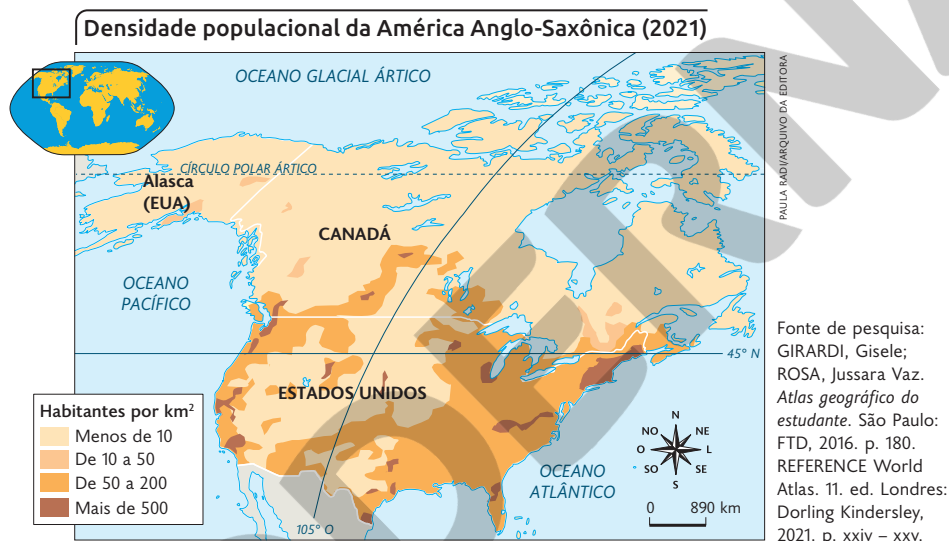 Densidade populacional da América Anglo-Saxônica (2021)
OCEANO GLACIAL ÁRTICO
CÍRCULO POLAR ÁRTICO
Alasca
(EUA)
CANADÁ
OCEANO
PACÍFICO
45° N
ESTADOS UNIDOS
Habitantes por km²
Menos de 10
De 10 a 50
De 50 a 200
Mais de 500
OCEANO
ATLÂNTICO
N
NO
NE
O
L
SO
SE
S
0 890 km
105° O
PAULA RADI/ARQUIVO DA EDITORA
Fonte de pesquisa:
GIRARDI, Gisele;
ROSA, Jussara Vaz.
Atlas geográfico do
estudante. São Paulo:
FTD, 2016. p. 180.
REFERENCE World
Atlas. 11. ed. Londres:
Dorling Kindersley,
2021. p. xxiv – xxv.